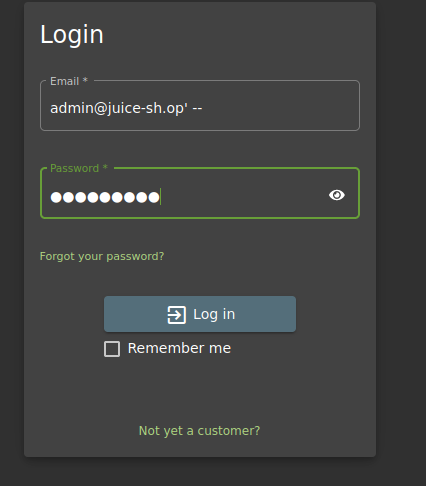 Login
Email *
admin@juice-sh.op' --
Password *
●●●●●●●●●
Forgot your password?
Log in
Remember me
Not yet a customer?